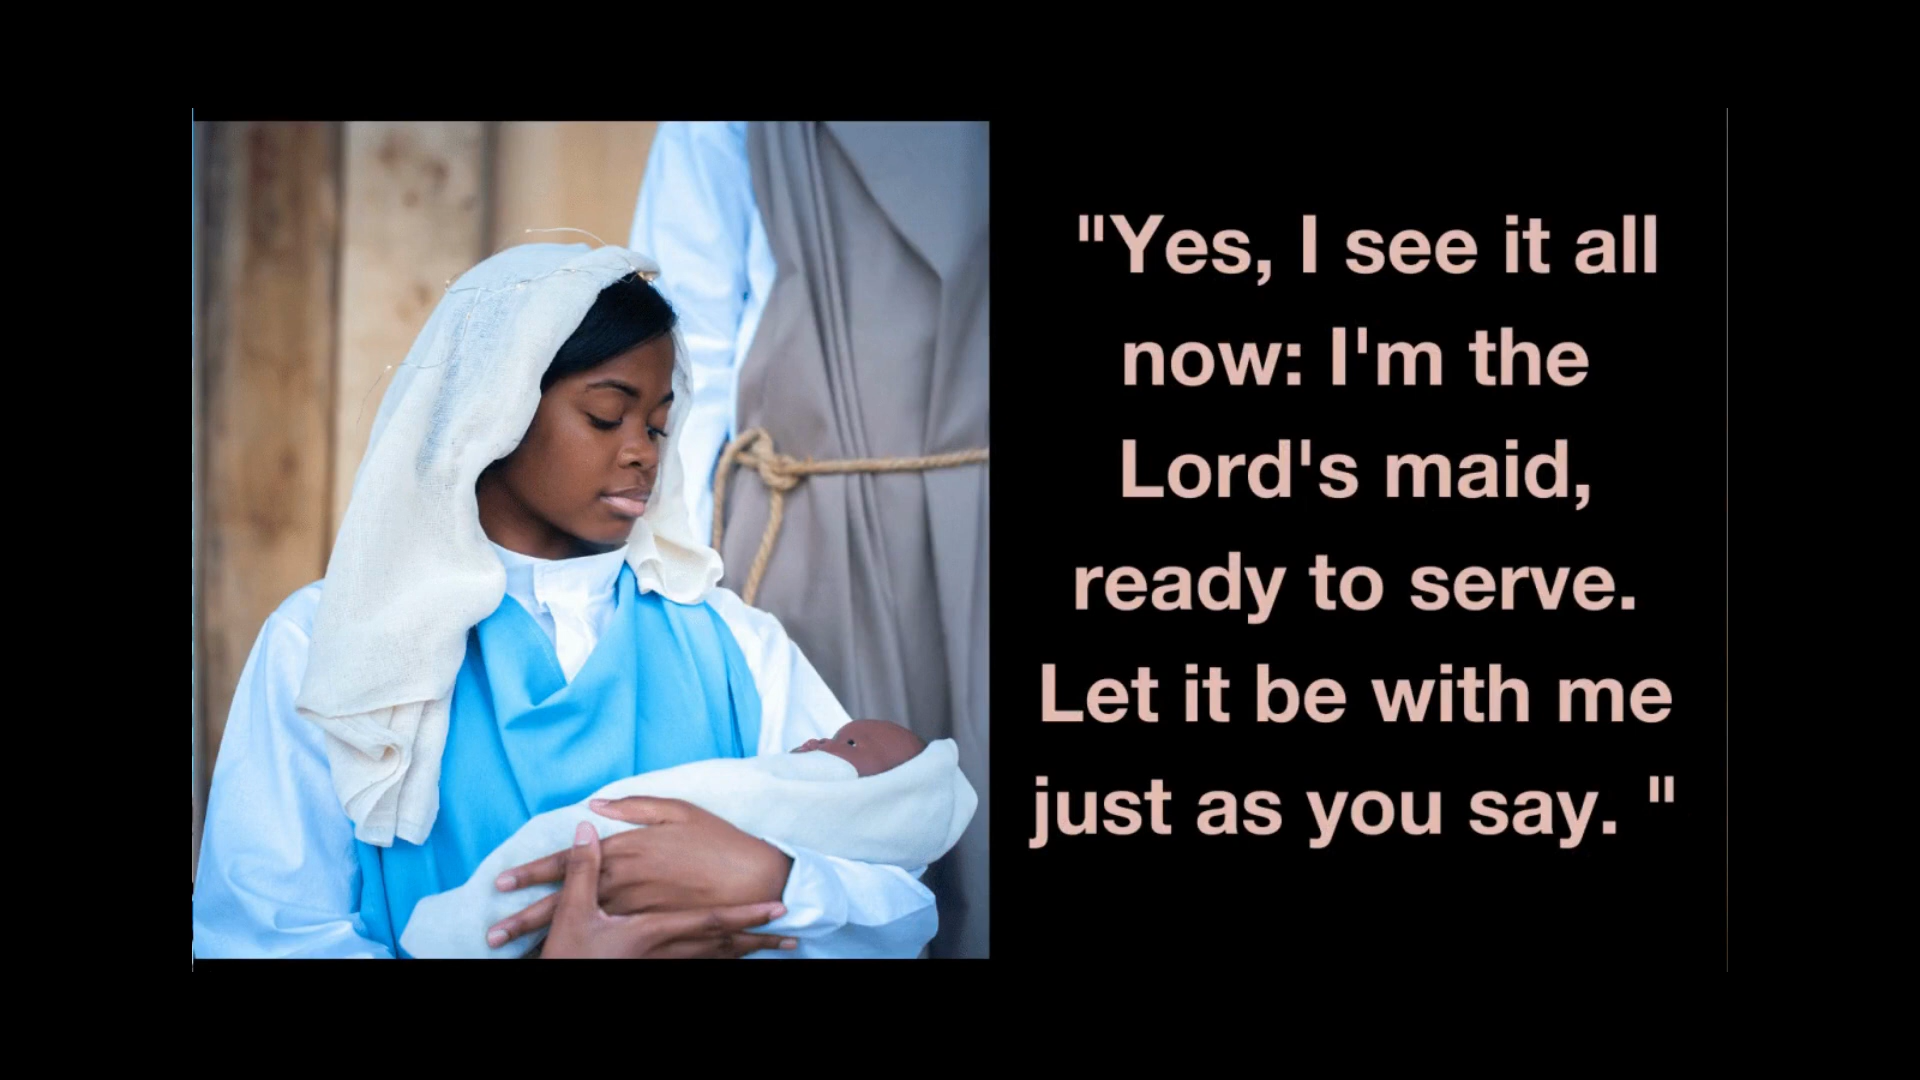 "Yes, I see it all
now: I'm the
Lord's maid,
ready to serve.
Let it be with me
just as you say. "